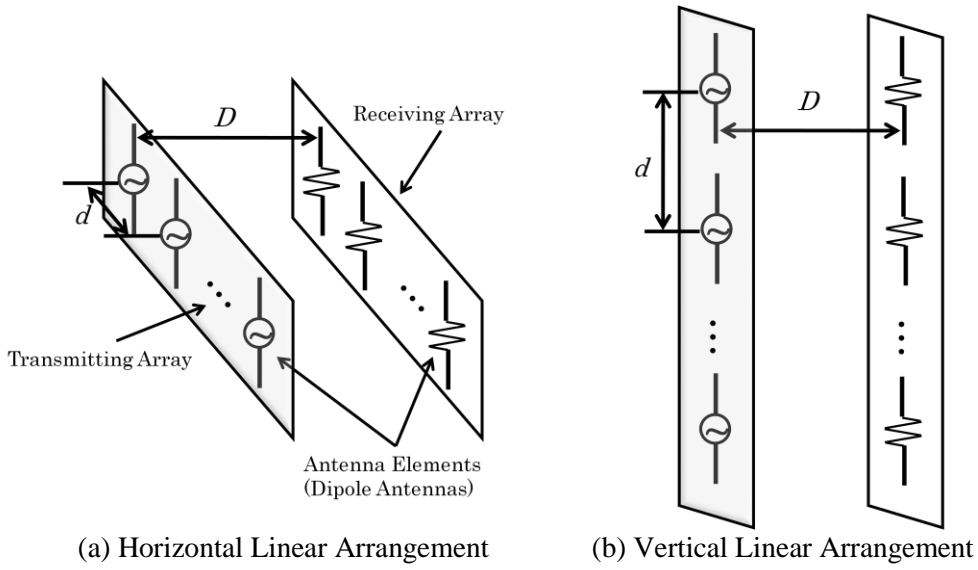 D
Receiving Array
d
Transmitting Array
Antenna Elements
(Dipole Antennas)
(a) Horizontal Linear Arrangement
D
d
(b) Vertical Linear Arrangement